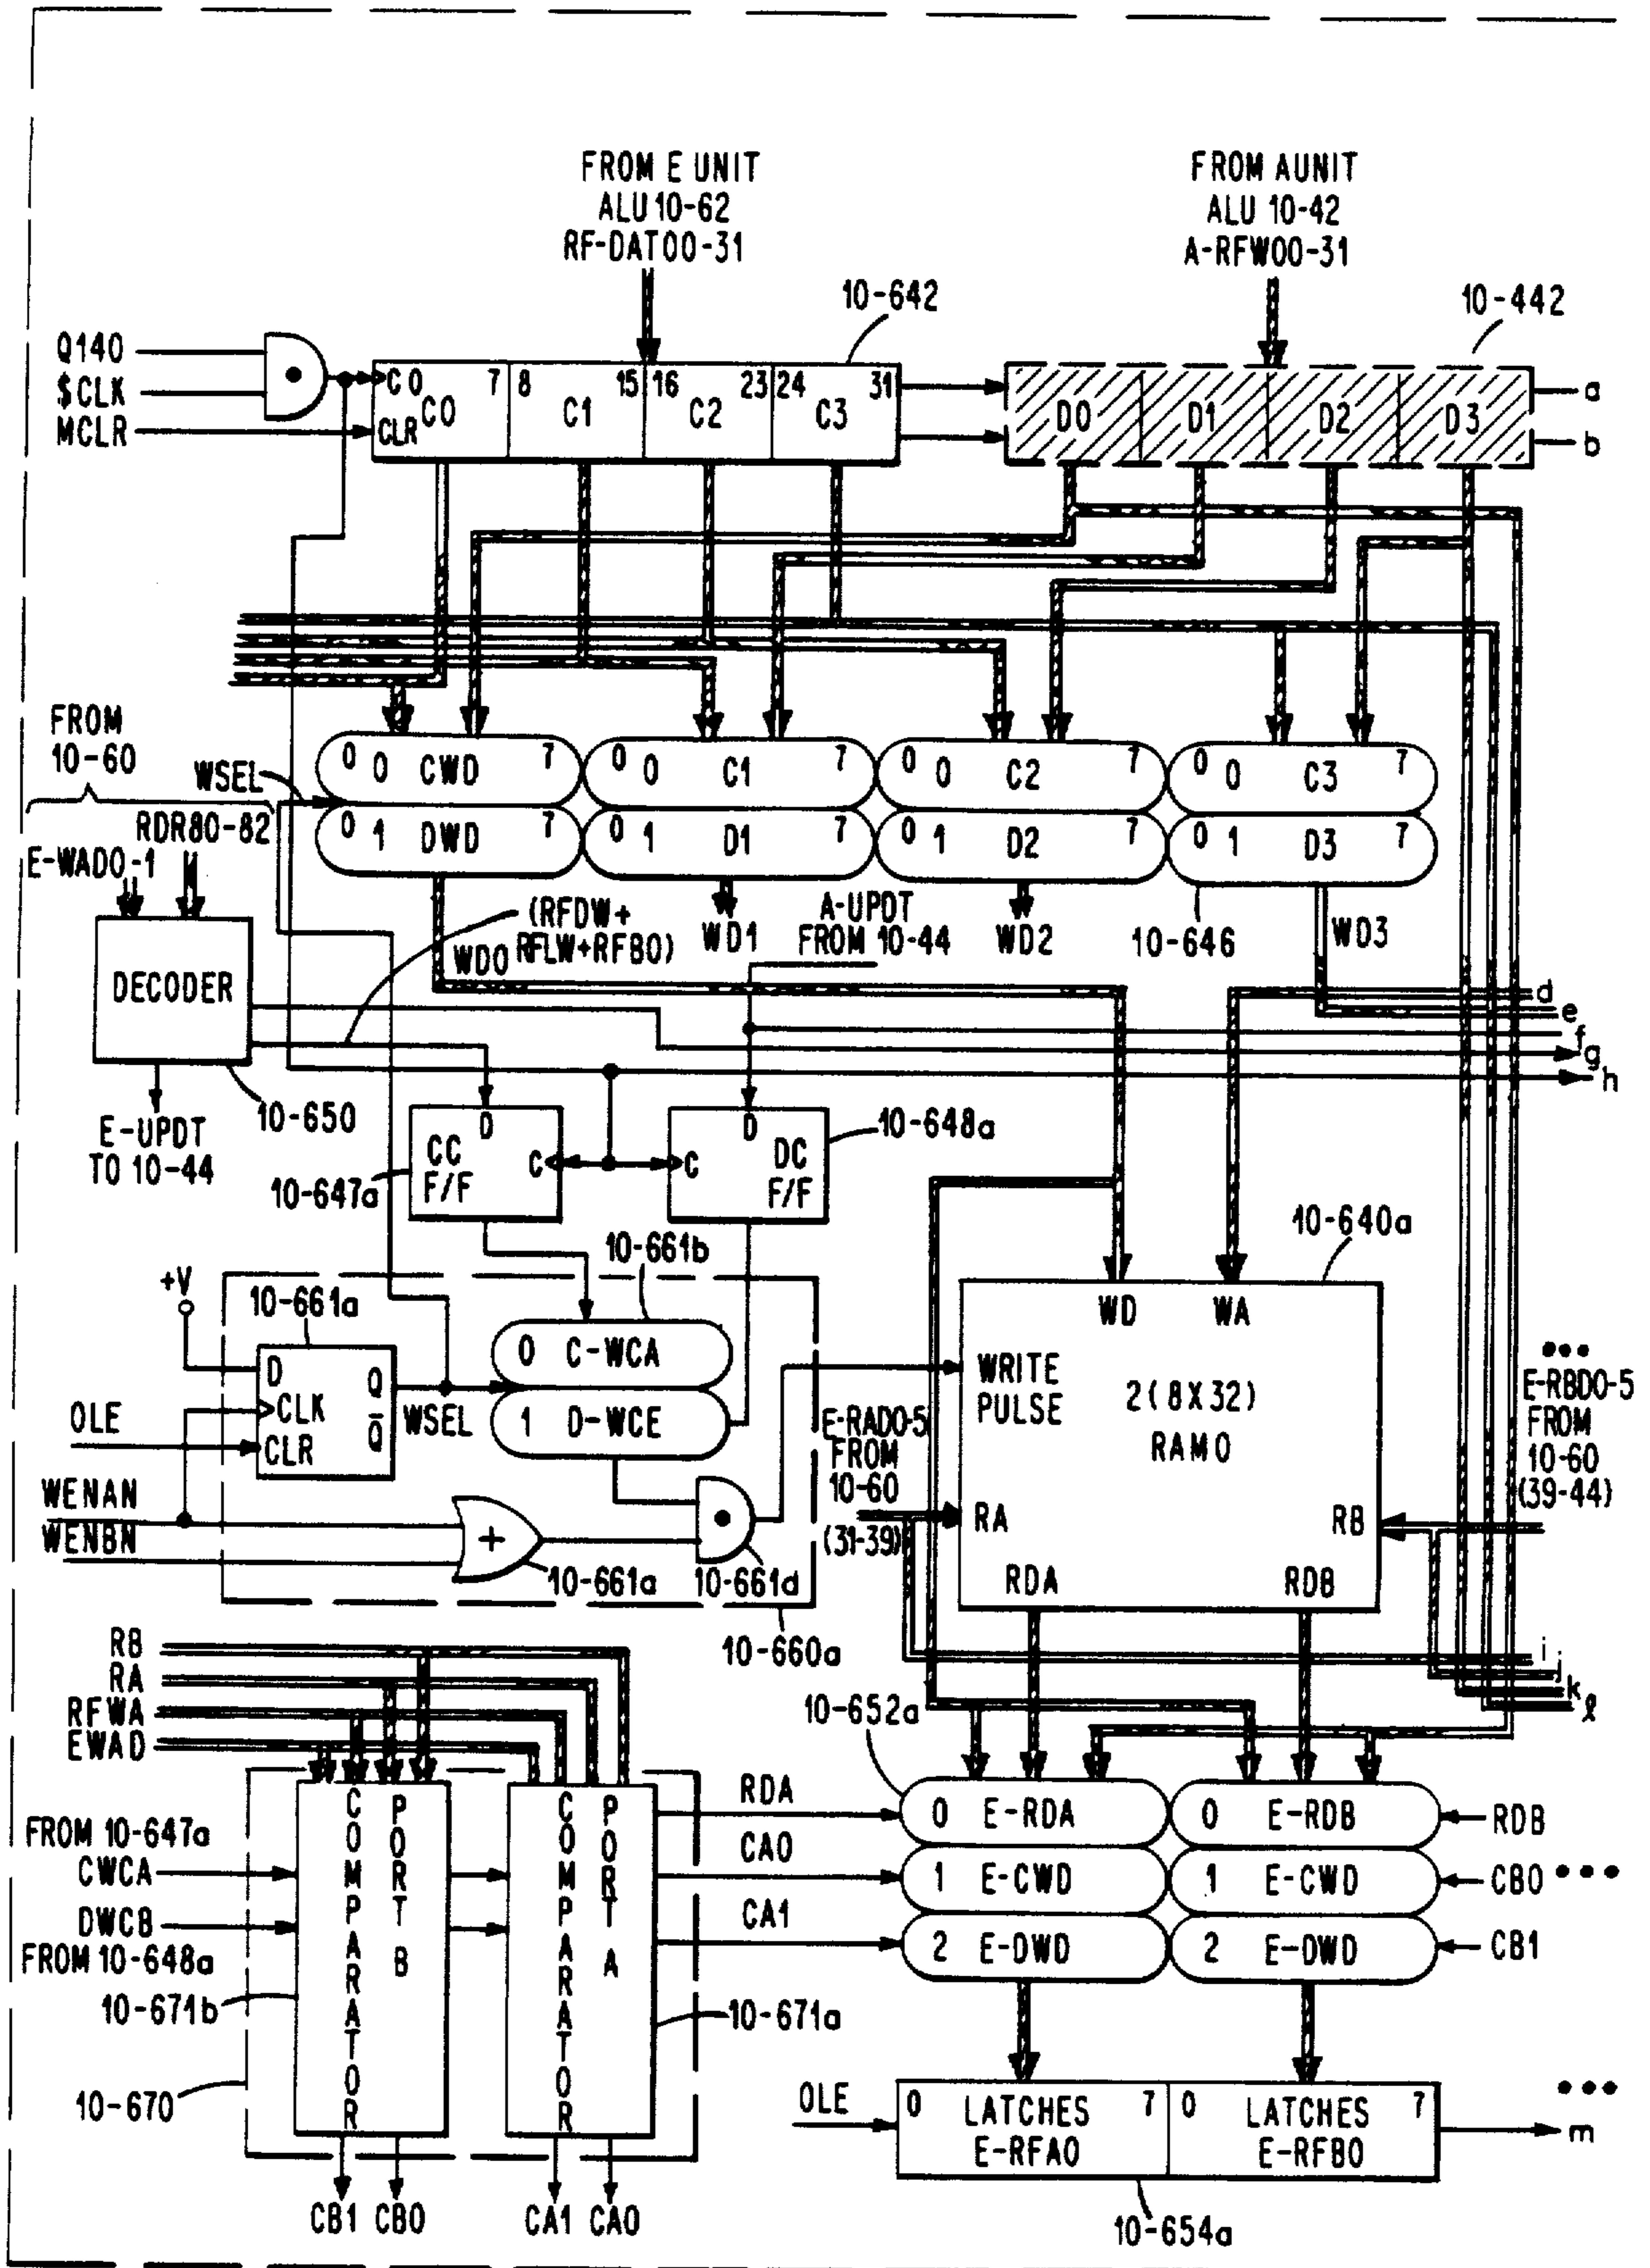 FROM E UNIT
ALU 10-62
RF-DAT00-31
FROM AUNIT
ALU 10-42
A-RFW00-31
10-642
10-442
Q140
$CLK
MCLR
C0 7 8 15 16 23 24 31
C0 C1 C2 C3
CLR
D0 D1 D2 D3
a
b
FROM
10-60
WSEL
RDR80-82
E-WAD0-1
0 0 CWD 7
0 0 C1 7
0 0 C2 7
0 0 C3 7
0 1 DWD 7
0 1 D1 7
0 1 D2 7
0 1 D3 7
(RFDW+
RFLW+RFB0)
WD0
WD1
A-UPDT
FROM 10-44
WD2
10-646
WD3
DECODER
d
e
f
g
h
10-650
E-UPDT
TO 10-44
D
CC
F/F
C
10-647a
D
C
DC
F/F
10-648a
10-661b
10-640a
+V
10-661a
D Q
CLK
CLR Q̅
OLE
WSEL
0 C-WCA
1 D-WCE
WENAN
WENBN
+
10-661a
10-661d
10-660a
WD WA
WRITE
PULSE
2(8X32)
RAM0
RA
RB
RDA
RDB
E-RAD0-5
FROM
10-60
(31-39)
•••
E-RBD0-5
FROM
10-60
(39-44)
i
j
k
ℓ
RB
RA
RFWA
EWAD
10-652a
COMPARATOR
PORT B
COMPARATOR
PORT A
FROM 10-647a
CWCA
DWCB
FROM 10-648a
10-671b
10-670
10-671a
RDA
CA0
CA1
0 E-RDA
1 E-CWD
2 E-DWD
0 E-RDB
1 E-CWD
2 E-DWD
RDB
CB0 •••
CB1
CB1 CB0
CA1 CA0
OLE
0 LATCHES 7
E-RFA0
0 LATCHES 7
E-RFB0
•••
m
10-654a